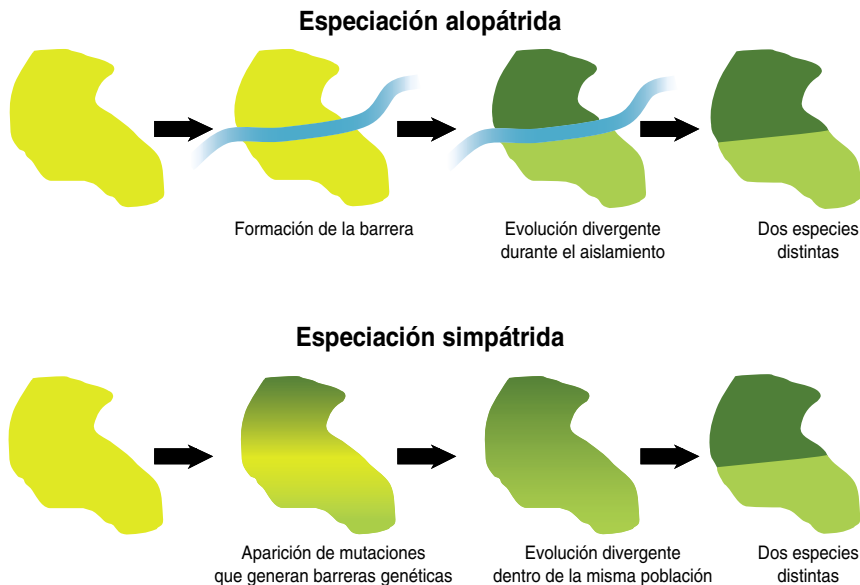 Especiación alopátrida
Formación de la barrera
Evolución divergente
durante el aislamiento
Dos especies
distintas
Especiación simpátrida
Aparición de mutaciones
que generan barreras genéticas
Evolución divergente
dentro de la misma población
Dos especies
distintas